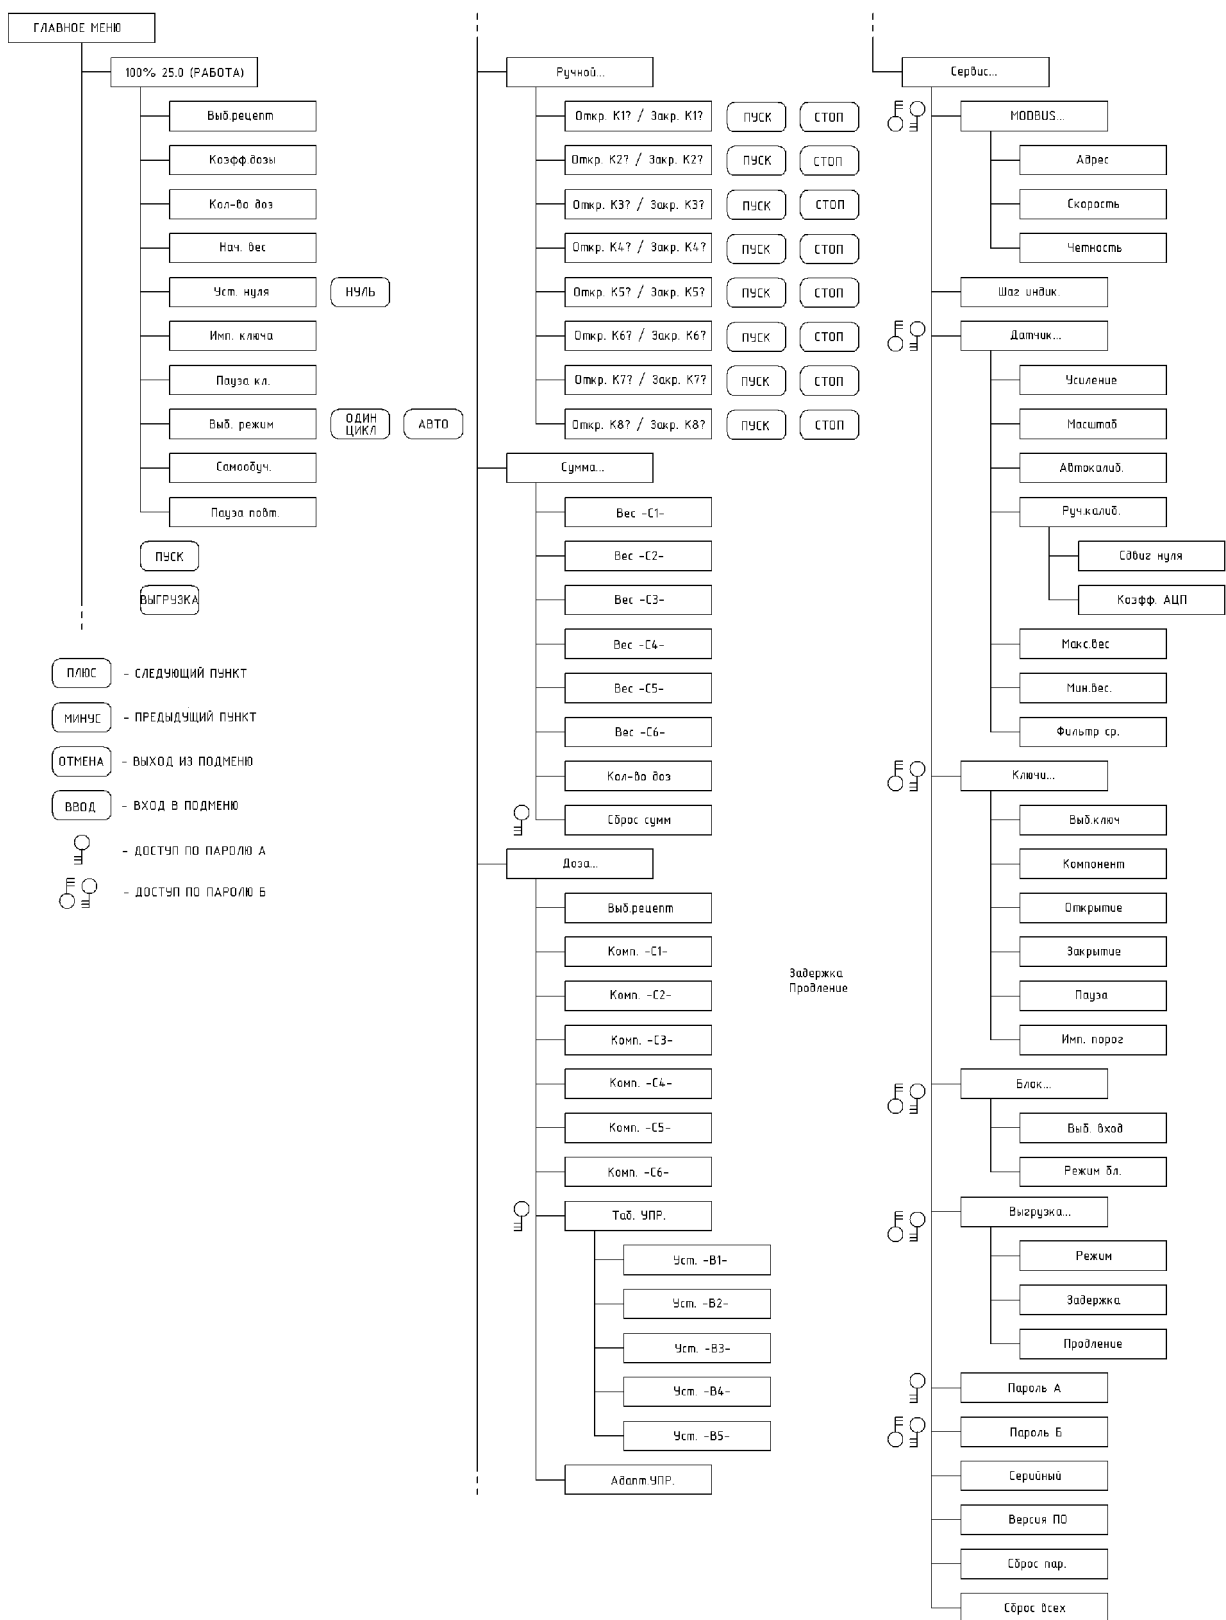 ГЛАВНОЕ МЕНЮ
100% 25.0 (РАБОТА)
Выб.рецепт
Коэфф.дозы
Кол-во доз
Нач. вес
Уст. нуля
НУЛЬ
Имп. ключа
Пауза кл.
Выб. режим
ОДИН
ЦИКЛ
АВТО
Самообуч.
Пауза повт.
ПУСК
ВЫГРУЗКА
ПЛЮС
- СЛЕДУЮЩИЙ ПУНКТ
МИНУС
- ПРЕДЫДУЩИЙ ПУНКТ
ОТМЕНА
- ВЫХОД ИЗ ПОДМЕНЮ
ВВОД
- ВХОД В ПОДМЕНЮ
- ДОСТУП ПО ПАРОЛЮ А
- ДОСТУП ПО ПАРОЛЮ Б
Ручной...
Откр. К1? / Закр. К1?
ПУСК
СТОП
Откр. К2? / Закр. К2?
ПУСК
СТОП
Откр. К3? / Закр. К3?
ПУСК
СТОП
Откр. К4? / Закр. К4?
ПУСК
СТОП
Откр. К5? / Закр. К5?
ПУСК
СТОП
Откр. К6? / Закр. К6?
ПУСК
СТОП
Откр. К7? / Закр. К7?
ПУСК
СТОП
Откр. К8? / Закр. К8?
ПУСК
СТОП
Сумма...
Вес -С1-
Вес -С2-
Вес -С3-
Вес -С4-
Вес -С5-
Вес -С6-
Кол-во доз
Сброс сумм
Доза...
Выб.рецепт
Комп. -С1-
Комп. -С2-
Комп. -С3-
Комп. -С4-
Комп. -С5-
Комп. -С6-
Таб. УПР.
Уст. -В1-
Уст. -В2-
Уст. -В3-
Уст. -В4-
Уст. -В5-
Адапт.УПР.
Задержка
Продление
Сервис...
MODBUS...
Адрес
Скорость
Четность
Шаг индик.
Датчик...
Усиление
Масштаб
Автокалиб.
Руч.калиб.
Сдвиг нуля
Коэфф. АЦП
Макс.вес
Мин.вес.
Фильтр ср.
Ключи...
Выб.ключ
Компонент
Открытие
Закрытие
Пауза
Имп. порог
Блок...
Выб. вход
Режим бл.
Выгрузка...
Режим
Задержка
Продление
Пароль А
Пароль Б
Серийный
Версия ПО
Сброс пар.
Сброс всех